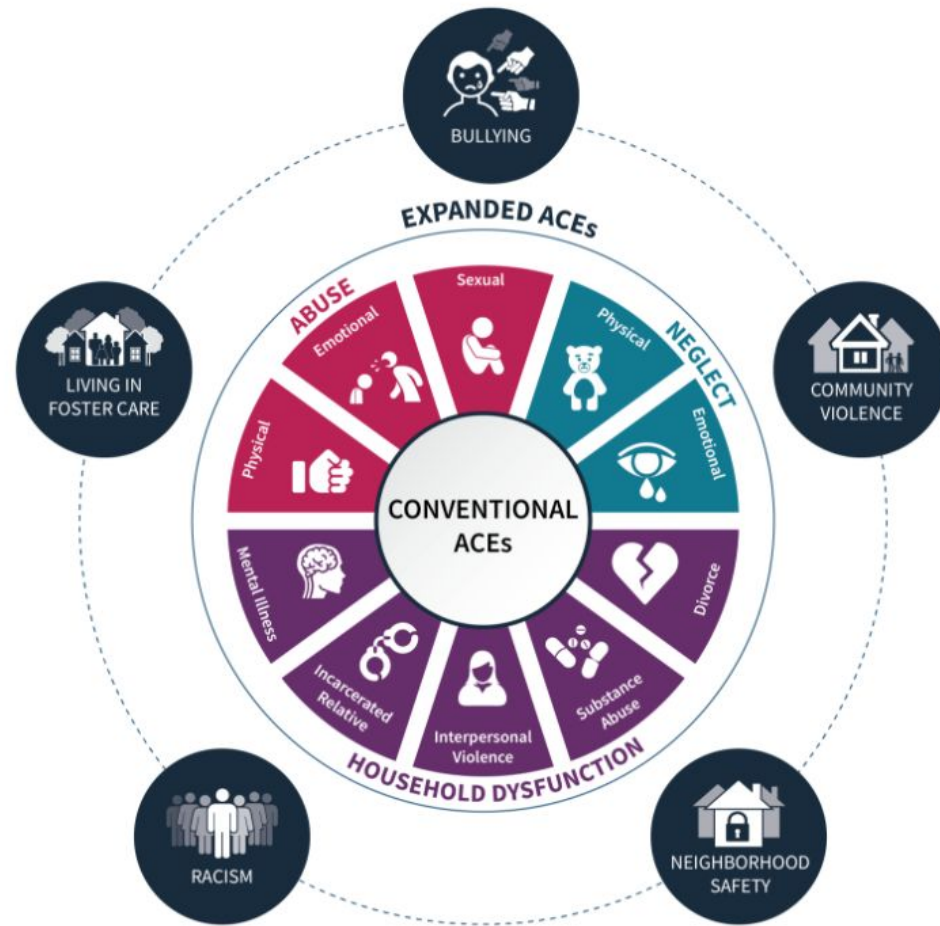 BULLYING
EXPANDED ACEs
LIVING IN
FOSTER CARE
COMMUNITY
VIOLENCE
ABUSE
Physical
Emotional
Sexual
NEGLECT
Physical
Emotional
CONVENTIONAL
ACEs
Mental Illness
Incarcerated
Relative
Interpersonal
Violence
Substance
Abuse
Divorce
HOUSEHOLD DYSFUNCTION
RACISM
NEIGHBORHOOD
SAFETY